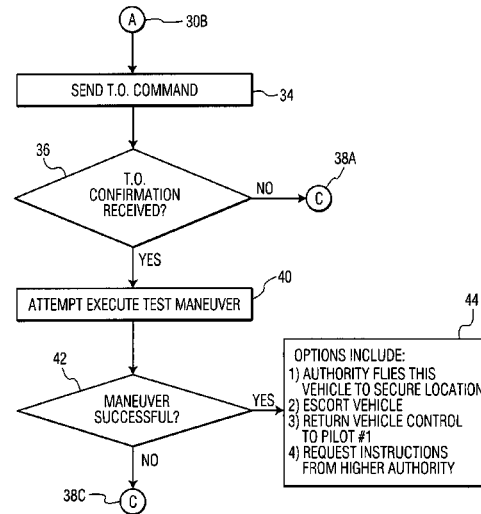 A
30B
SEND T.O. COMMAND
34
36
T.O.
CONFIRMATION
RECEIVED?
NO
38A
C
YES
ATTEMPT EXECUTE TEST MANEUVER
40
42
MANEUVER
SUCCESSFUL?
YES
44
OPTIONS INCLUDE:
1) AUTHORITY FLIES THIS
VEHICLE TO SECURE LOCATION
2) ESCORT VEHICLE
3) RETURN VEHICLE CONTROL
TO PILOT #1
4) REQUEST INSTRUCTIONS
FROM HIGHER AUTHORITY
NO
38C
C